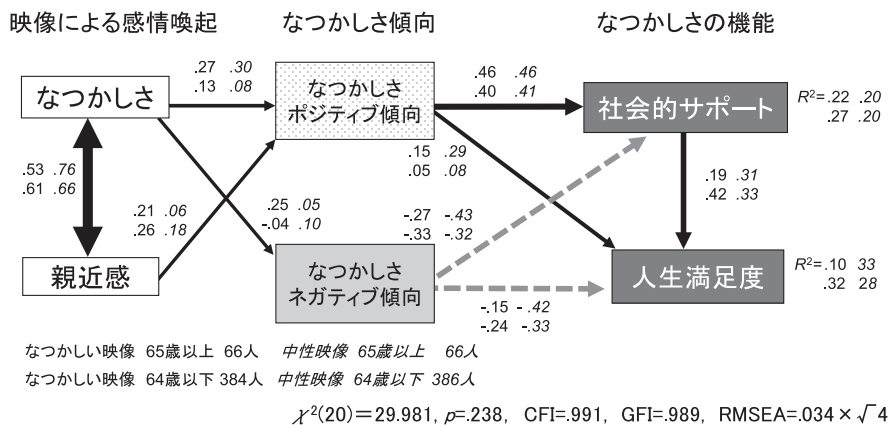 映像による感情喚起 なつかしさ傾向 なつかしさの機能
なつかしさ
.27 .30
.13 .08
なつかしさ
ポジティブ傾向
.46 .46
.40 .41
社会的サポート
R²=.22 .20
.27 .20
.53 .76
.61 .66
.15 .29
.05 .08
.19 .31
.42 .33
.21 .06
.26 .18
.25 .05
-.04 .10
-.27 -.43
-.33 -.32
親近感
なつかしさ
ネガティブ傾向
人生満足度
R²=.10 33
.32 28
-.15 -.42
-.24 -.33
なつかしい映像 65歳以上 66人 中性映像 65歳以上 66人
なつかしい映像 64歳以下 384人 中性映像 64歳以下 386人
χ²(20)=29.981, p=.238, CFI=.991, GFI=.989, RMSEA=.034×√4